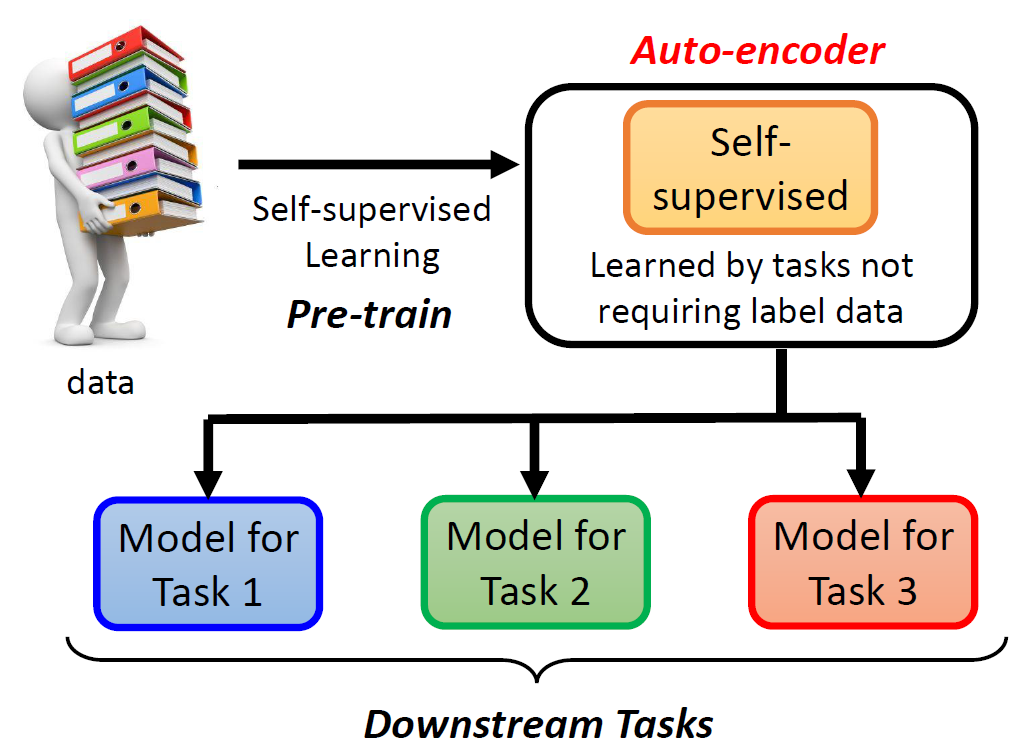 Auto-encoder
Self-
supervised
Self-supervised
Learning
Learned by tasks not
requiring label data
Pre-train
data
Model for
Task 1
Model for
Task 2
Model for
Task 3
Downstream Tasks